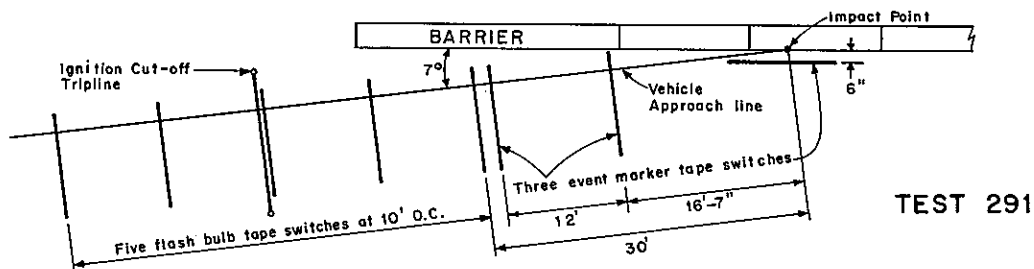 Impact Point
BARRIER
Ignition Cut-off
Tripline
7°
Vehicle
Approach line
6"
Three event marker tape switches
12'
16'-7"
TEST 291
Five flash bulb tape switches at 10' O.C.
30'